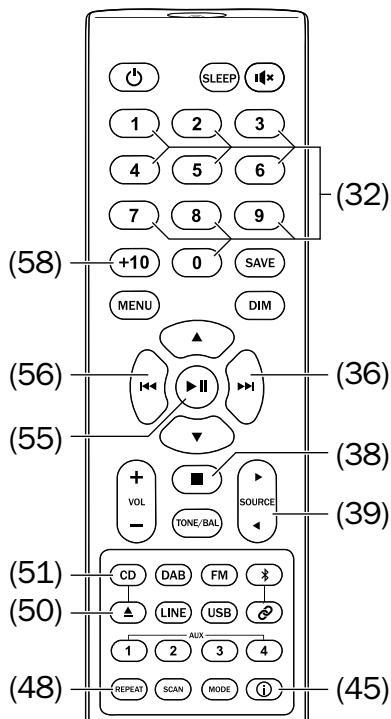 SLEEP
1 2 3
(32)
4 5 6
7 8 9
(58) +10 0 SAVE
MENU DIM
(56) (36)
(55)
(38)
+ VOL − TONE/BAL SOURCE
(39)
(51) CD DAB FM
(50) LINE USB
AUX
1 2 3 4
(48) REPEAT SCAN MODE i (45)